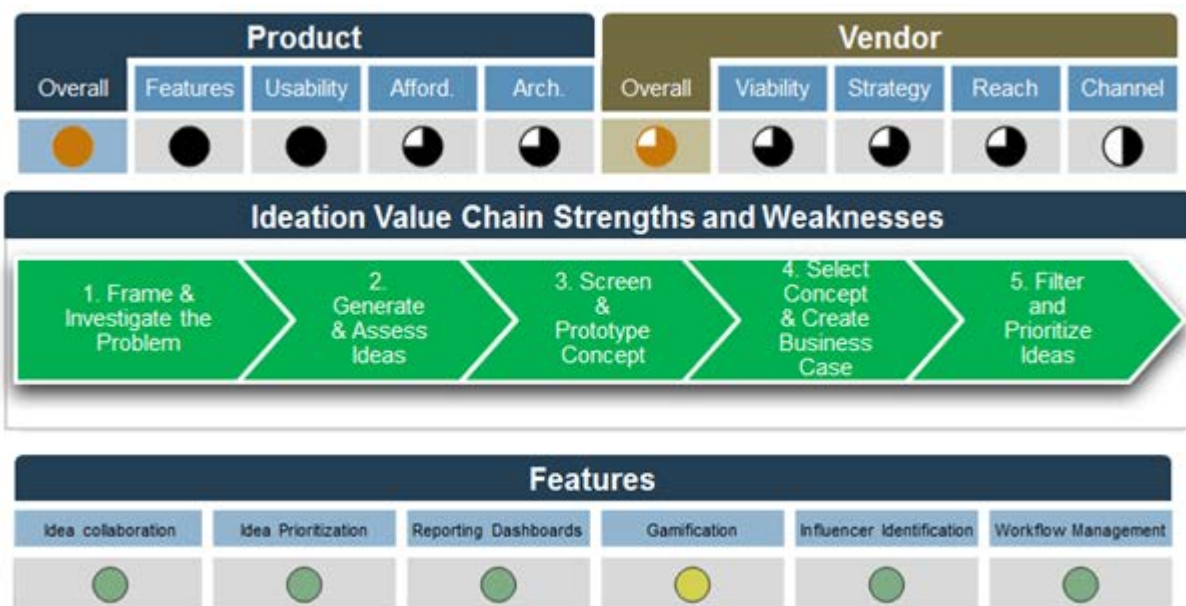 Product
Vendor
Overall
Features
Usability
Afford.
Arch.
Overall
Viability
Strategy
Reach
Channel
Ideation Value Chain Strengths and Weaknesses
1. Frame &
Investigate the
Problem
2.
Generate
& Assess
Ideas
3. Screen
&
Prototype
Concept
4. Select
Concept
& Create
Business
Case
5. Filter
and
Prioritize
Ideas
Features
Idea collaboration
Idea Prioritization
Reporting Dashboards
Gamification
Influencer Identification
Workflow Management